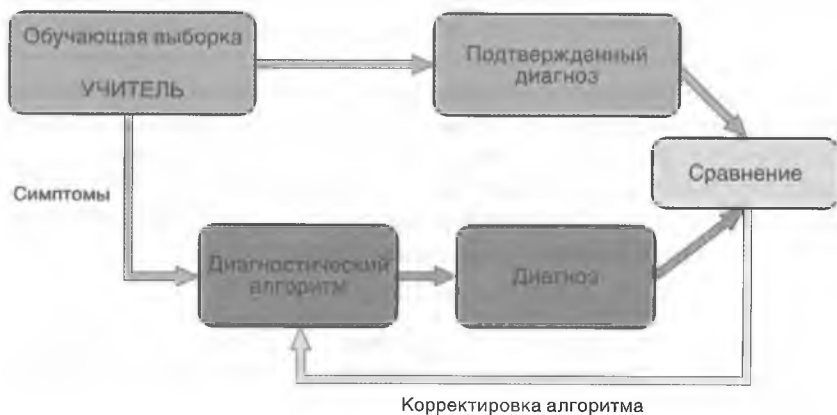 Обучающая выборка
УЧИТЕЛЬ
Подтвержденный
диагноз
Сравнение
Симптомы
Диагностический
алгоритм
Диагноз
Корректировка алгоритма